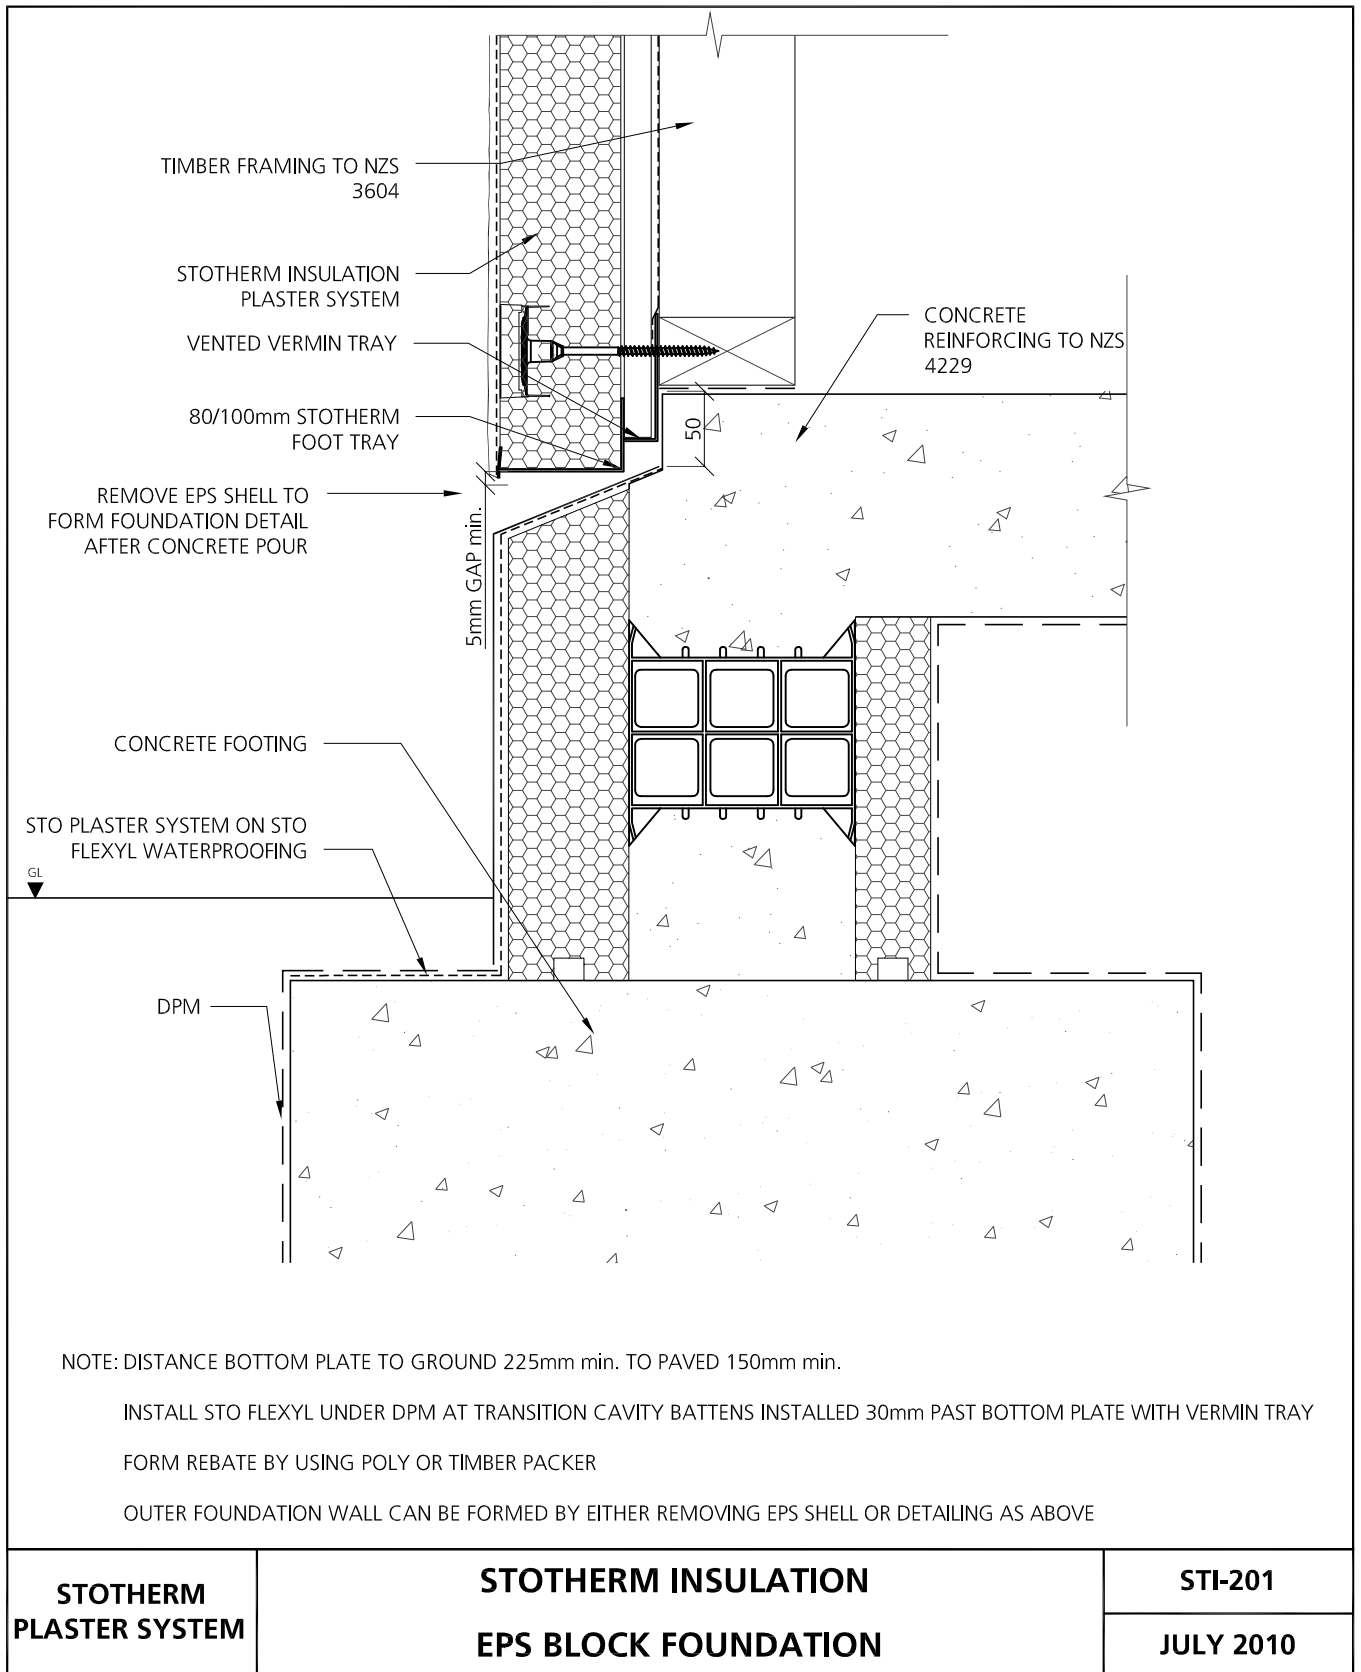 TIMBER FRAMING TO NZS
3604
STOTHERM INSULATION
PLASTER SYSTEM
VENTED VERMIN TRAY
80/100mm STOTHERM
FOOT TRAY
REMOVE EPS SHELL TO
FORM FOUNDATION DETAIL
AFTER CONCRETE POUR
5mm GAP min.
50
CONCRETE
REINFORCING TO NZS
4229
CONCRETE FOOTING
STO PLASTER SYSTEM ON STO
FLEXYL WATERPROOFING
GL
DPM
NOTE: DISTANCE BOTTOM PLATE TO GROUND 225mm min. TO PAVED 150mm min.
INSTALL STO FLEXYL UNDER DPM AT TRANSITION CAVITY BATTENS INSTALLED 30mm PAST BOTTOM PLATE WITH VERMIN TRAY
FORM REBATE BY USING POLY OR TIMBER PACKER
OUTER FOUNDATION WALL CAN BE FORMED BY EITHER REMOVING EPS SHELL OR DETAILING AS ABOVE
STOTHERM
PLASTER SYSTEM
STOTHERM INSULATION
EPS BLOCK FOUNDATION
STI-201
JULY 2010